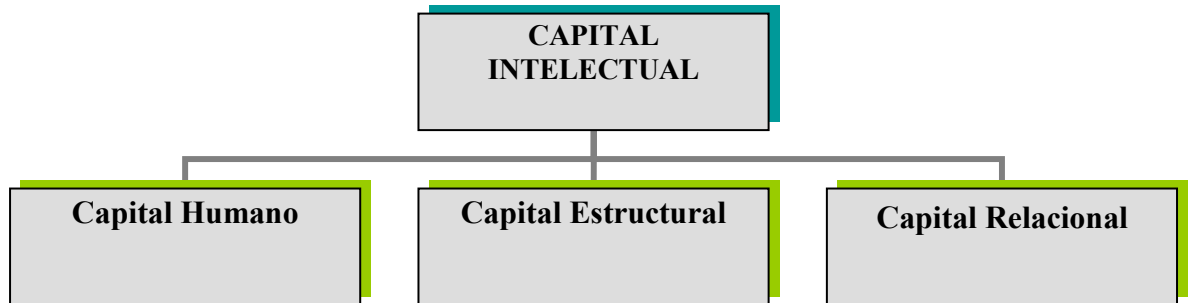 CAPITAL
INTELECTUAL
Capital Humano
Capital Estructural
Capital Relacional